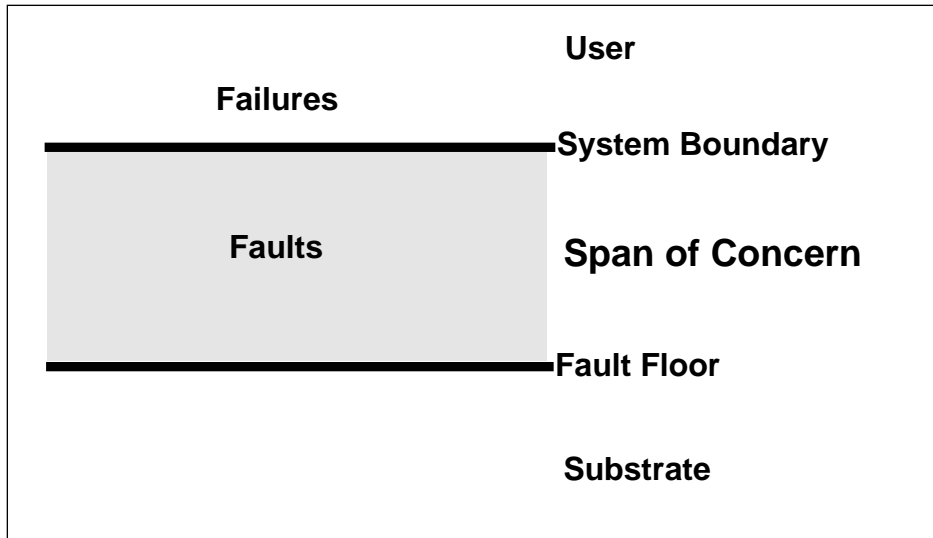 User
Failures
System Boundary
Faults
Span of Concern
Fault Floor
Substrate